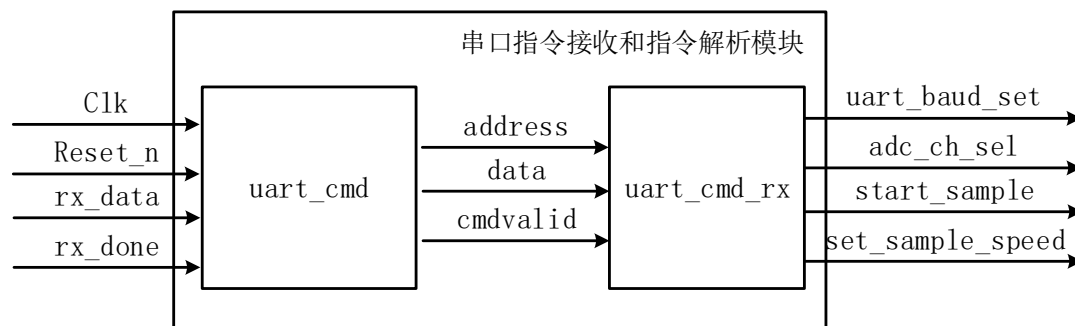 串口指令接收和指令解析模块
Clk
Reset_n
rx_data
rx_done
uart_cmd
address
data
cmdvalid
uart_cmd_rx
uart_baud_set
adc_ch_sel
start_sample
set_sample_speed